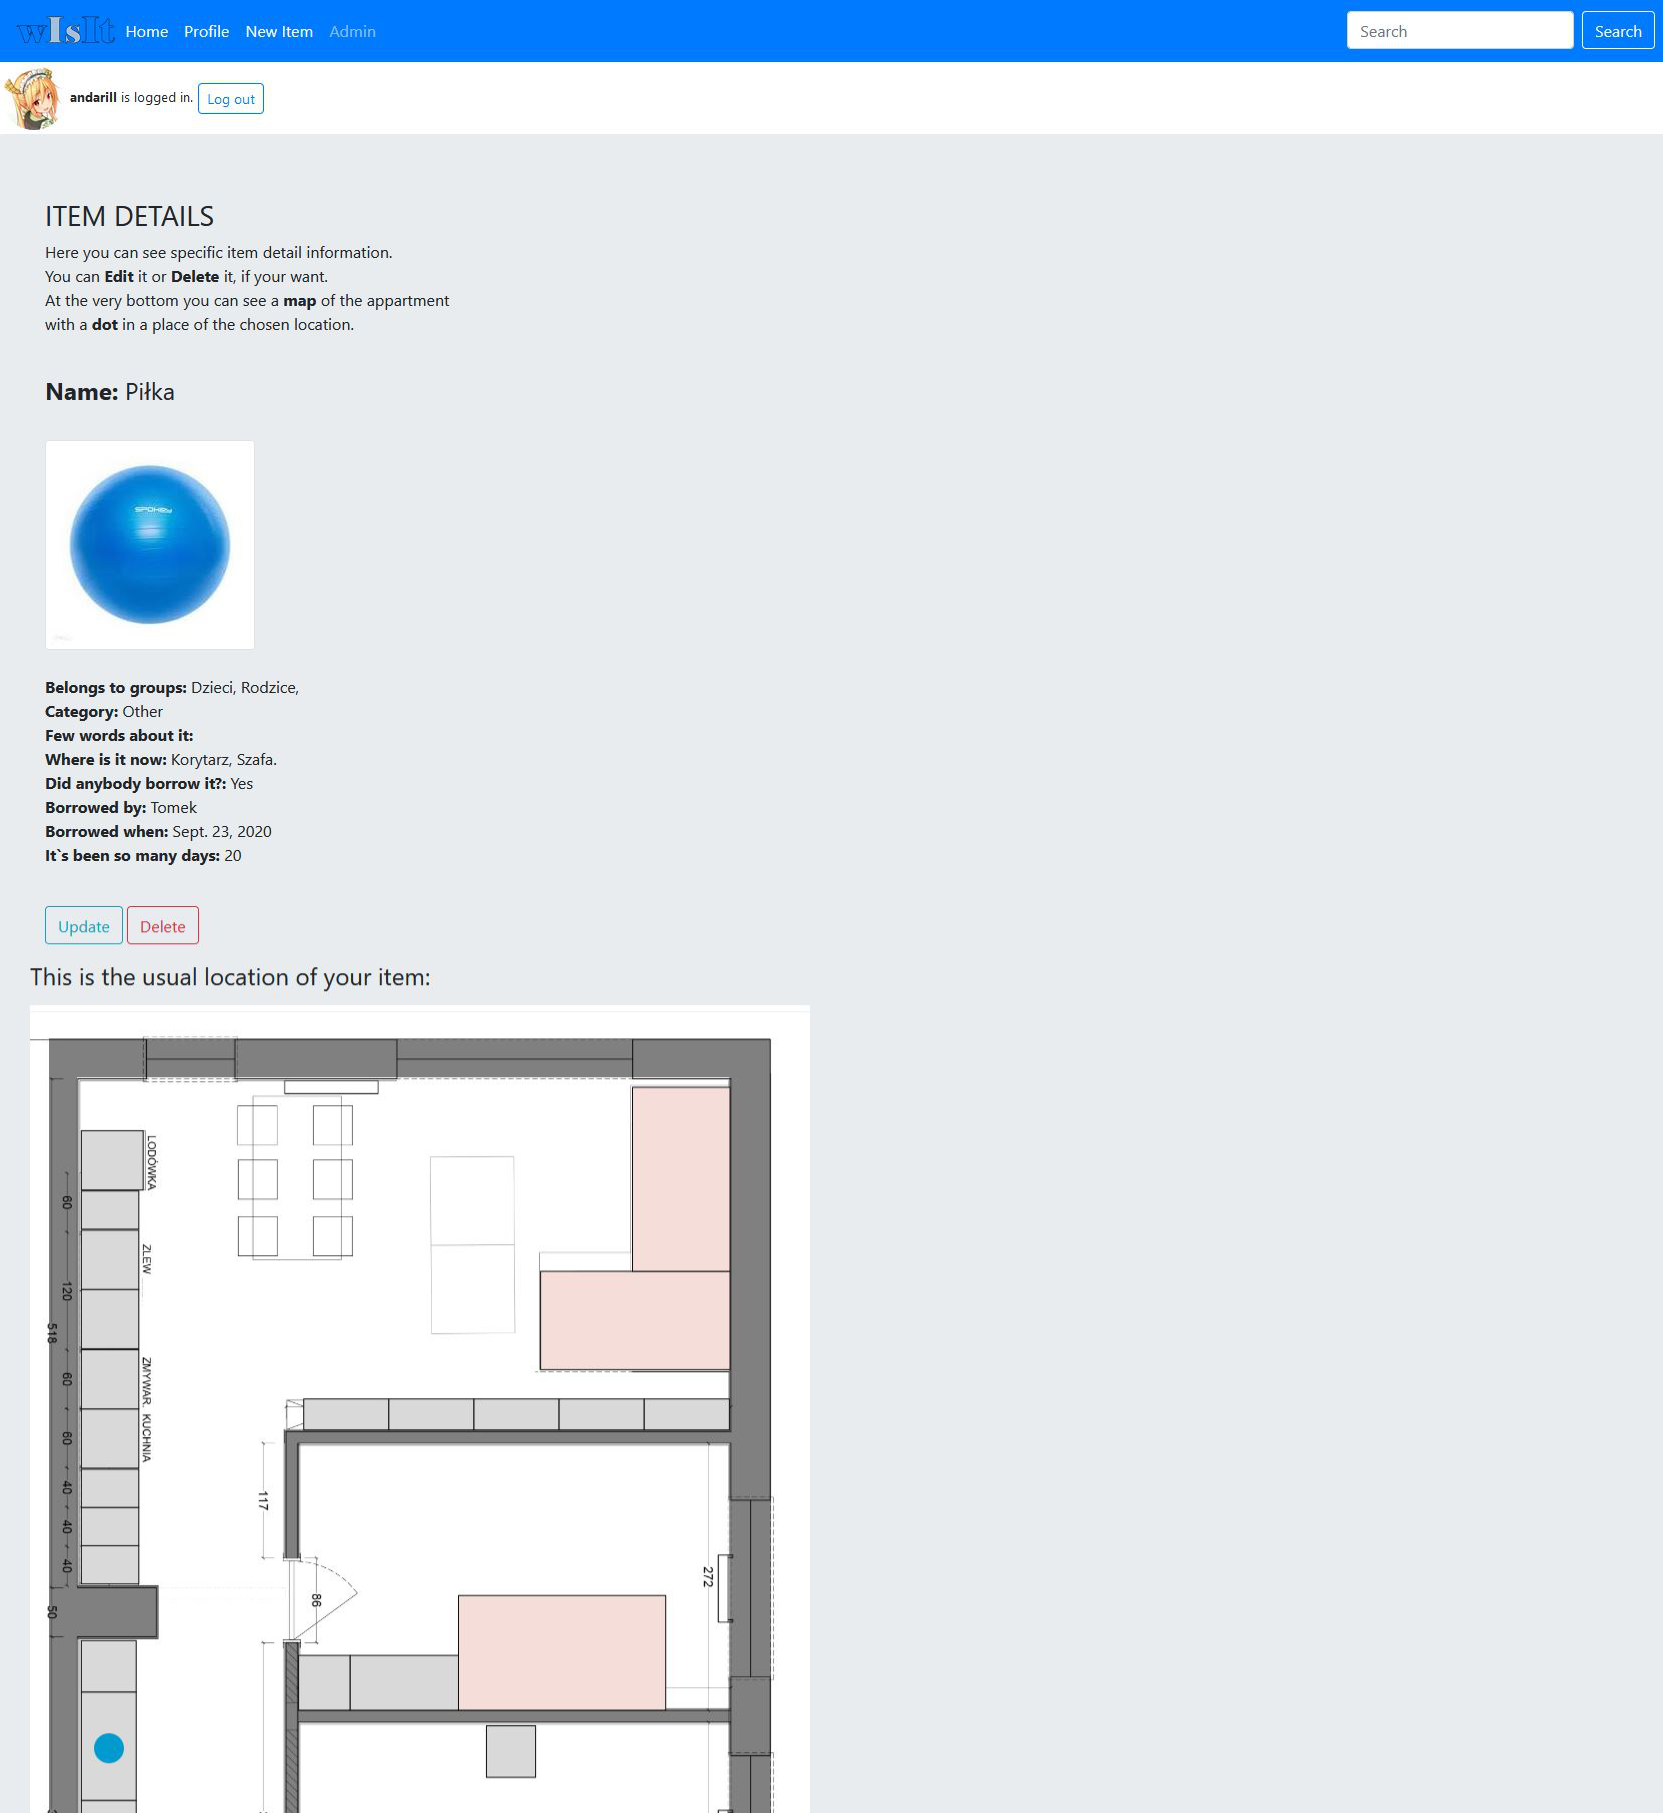 wIsIt Home Profile New Item Admin Search Search
andarill is logged in. Log out
ITEM DETAILS
Here you can see specific item detail information.
You can Edit it or Delete it, if your want.
At the very bottom you can see a map of the appartment
with a dot in a place of the chosen location.
Name: Piłka
SPOKEY
Belongs to groups: Dzieci, Rodzice,
Category: Other
Few words about it:
Where is it now: Korytarz, Szafa.
Did anybody borrow it?: Yes
Borrowed by: Tomek
Borrowed when: Sept. 23, 2020
It`s been so many days: 20
Update Delete
This is the usual location of your item:
LODÓWKA
60
ZLEW
120
518
ZMYWAR. KUCHNIA
60
60
40
40
40
50
117
86
272